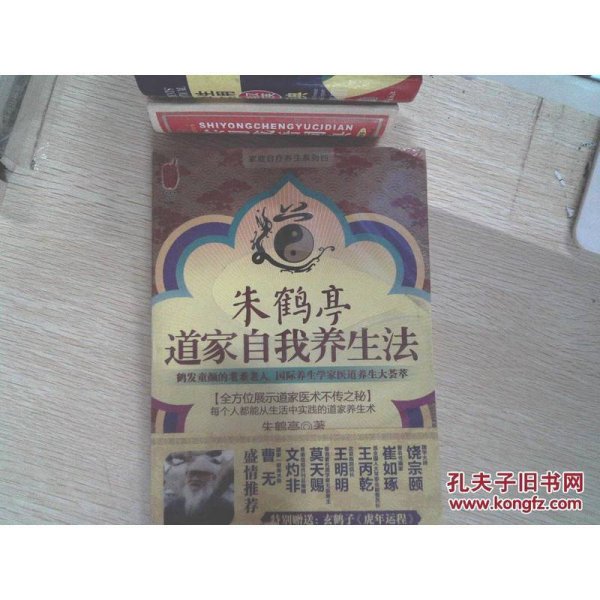 SHIYONGCHENGYUCIDIAN
家庭自疗养生系列四
朱鹤亭
道家自我养生法
鹤发童颜的耄耋老人 国际养生学家医道养生大荟萃
【全方位展示道家医术不传之秘】
每个人都能从生活中实践的道家养生术
朱鹤亭◎著
饶宗颐
崔如琢
王丙乾
王明明
莫天赐
文灼非
曹无
盛情推荐
特别赠送：玄鹤子《虎年运程》
孔夫子旧书网
www.kongfz.com